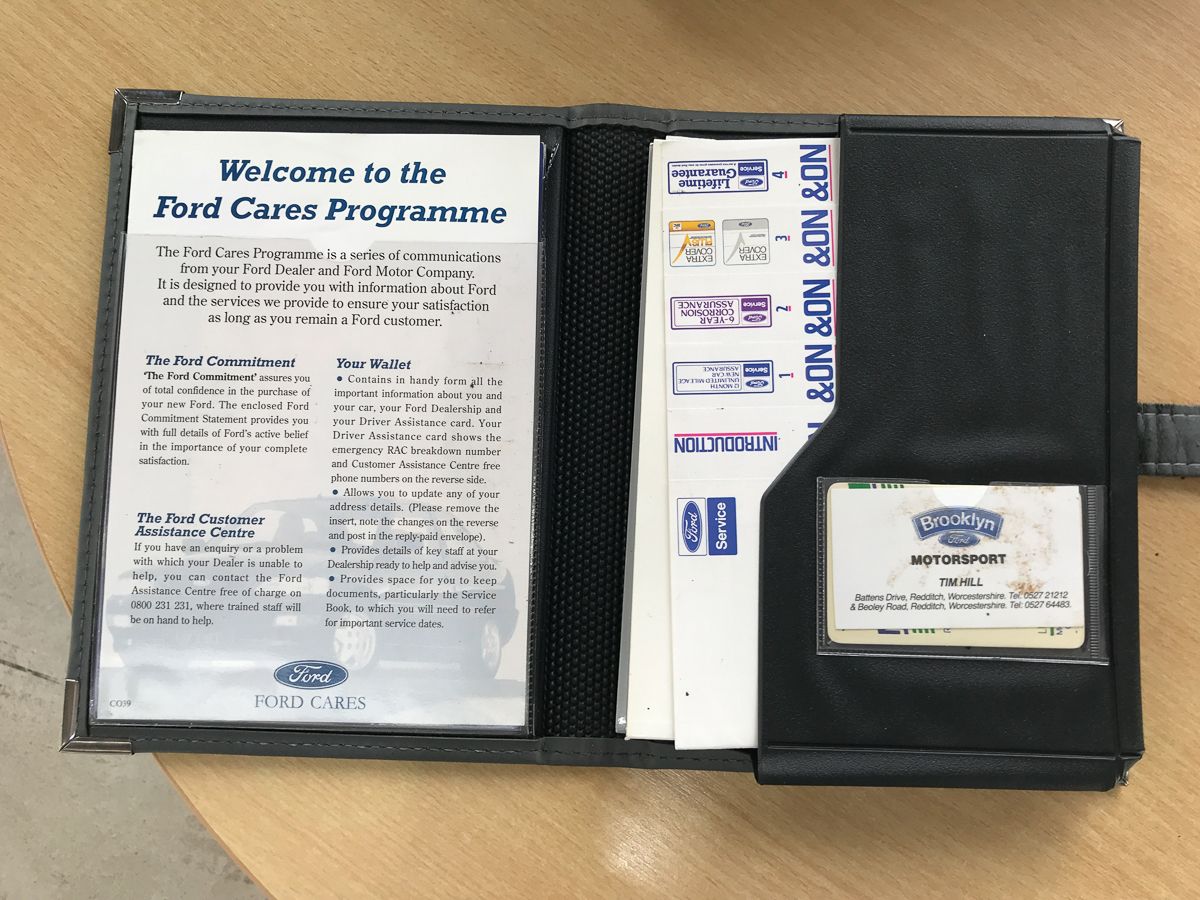 Welcome to the
Ford Cares Programme
The Ford Cares Programme is a series of communications
from your Ford Dealer and Ford Motor Company.
It is designed to provide you with information about Ford
and the services we provide to ensure your satisfaction
as long as you remain a Ford customer.
The Ford Commitment
'The Ford Commitment' assures you
of total confidence in the purchase of
your new Ford. The enclosed Ford
Commitment Statement provides you
with full details of Ford's active belief
in the importance of your complete
satisfaction.
The Ford Customer
Assistance Centre
If you have an enquiry or a problem
with which your Dealer is unable to
help, you can contact the Ford
Assistance Centre free of charge on
0800 231 231, where trained staff will
be on hand to help.
Your Wallet
• Contains in handy form all the
important information about you and
your car, your Ford Dealership and
your Driver Assistance card. Your
Driver Assistance card shows the
emergency RAC breakdown number
and Customer Assistance Centre free
phone numbers on the reverse side.
• Allows you to update any of your
address details. (Please remove the
insert, note the changes on the reverse
and post in the reply-paid envelope).
• Provides details of key staff at your
Dealership ready to help and advise you.
• Provides space for you to keep
documents, particularly the Service
Book, to which you will need to refer
for important service dates.
Ford
FORD CARES
CO39
Ford
Service
Lifetime
Guarantee
4
&ON
Ford
EXTRA
COVER
EXTRA
COVER
PLUS
3
&ON
Ford
Service
6-YEAR
CORROSION
ASSURANCE
2
&ON
Ford
Service
12 MONTH
UNLIMITED MILEAGE
NEW CAR
ASSURANCE
1
&ON
INTRODUCTION
Ford
Service
Brooklyn
Ford
MOTORSPORT
TIM HILL
Battens Drive, Redditch, Worcestershire. Tel: 0527 21212
& Beoley Road, Redditch, Worcestershire. Tel: 0527 64483.